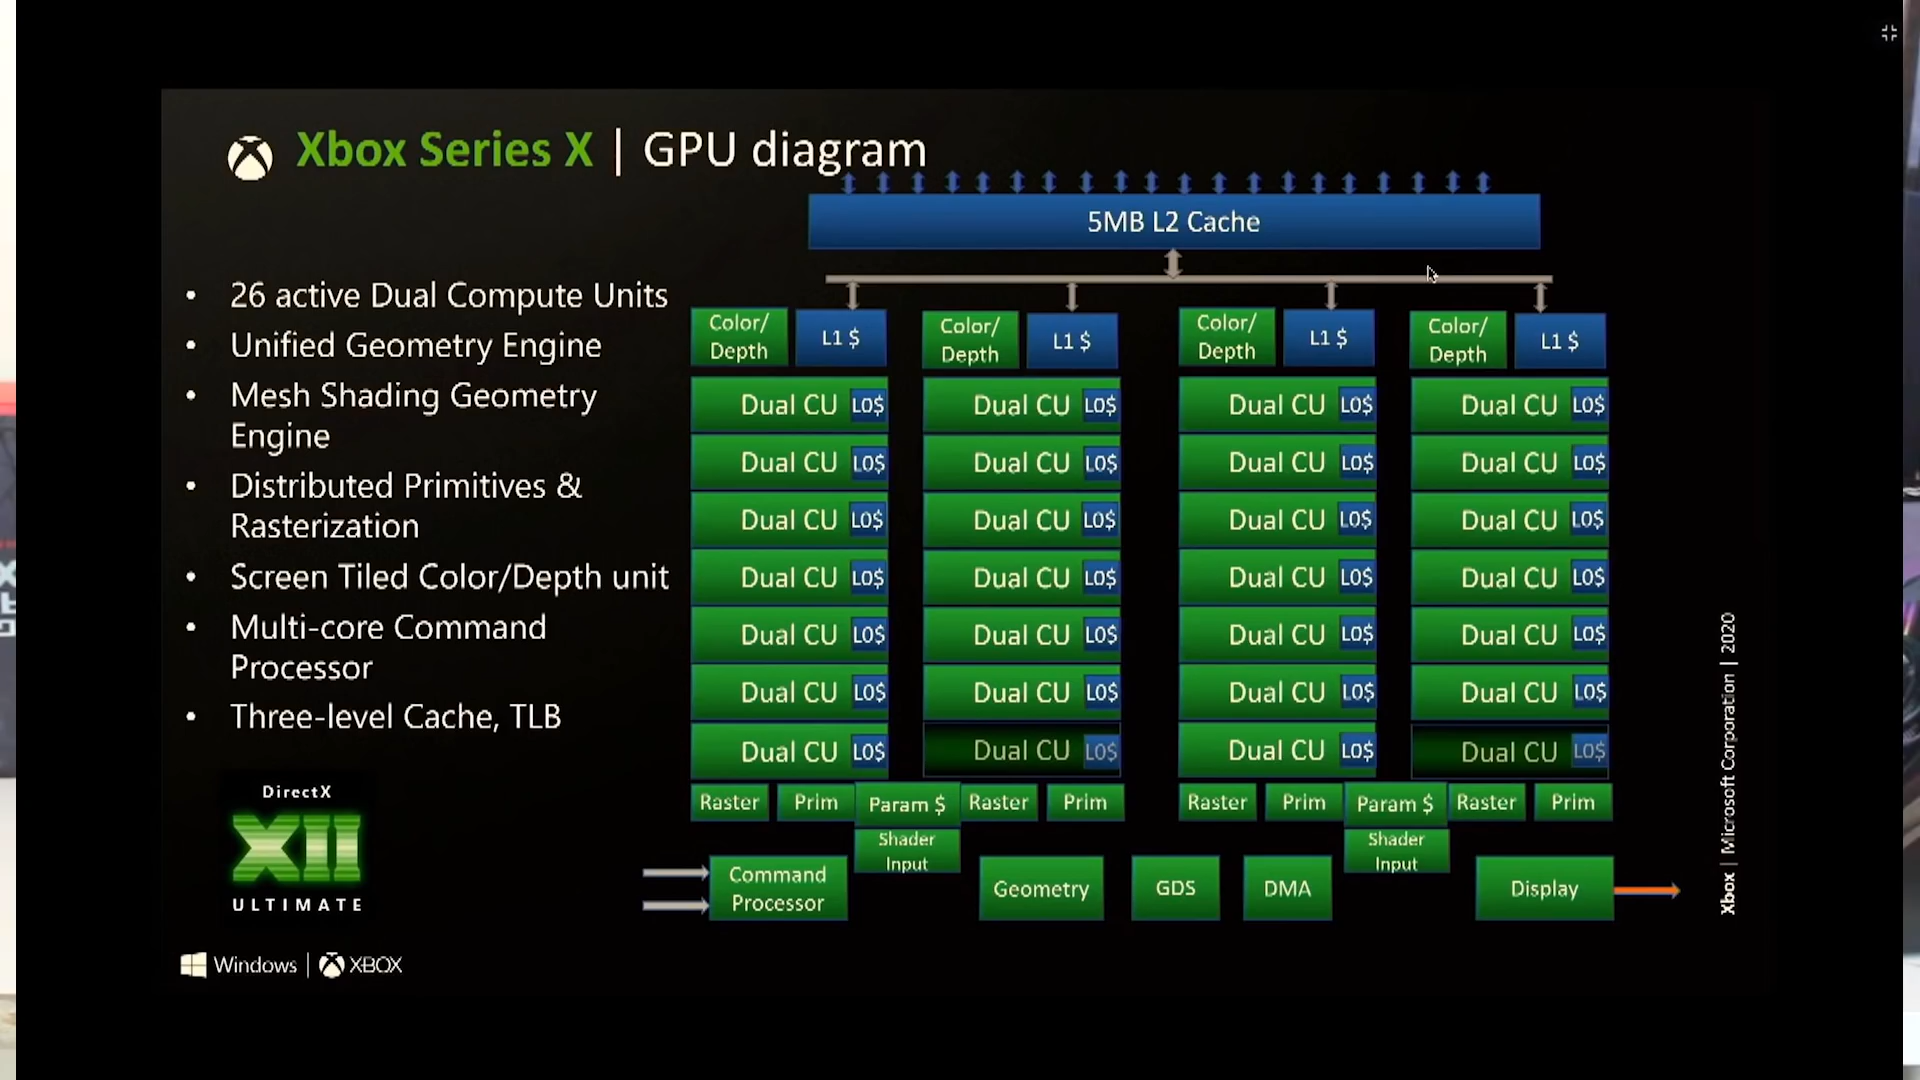 Xbox Series X | GPU diagram
5MB L2 Cache
• 26 active Dual Compute Units
• Unified Geometry Engine
• Mesh Shading Geometry
Engine
• Distributed Primitives &
Rasterization
• Screen Tiled Color/Depth unit
• Multi-core Command
Processor
• Three-level Cache, TLB
DirectX
XII
ULTIMATE
Windows | XBOX
Color/
Depth
L1 $
Color/
Depth
L1 $
Color/
Depth
L1 $
Color/
Depth
L1 $
Dual CU L0$ Dual CU L0$ Dual CU L0$ Dual CU L0$
Dual CU L0$ Dual CU L0$ Dual CU L0$ Dual CU L0$
Dual CU L0$ Dual CU L0$ Dual CU L0$ Dual CU L0$
Dual CU L0$ Dual CU L0$ Dual CU L0$ Dual CU L0$
Dual CU L0$ Dual CU L0$ Dual CU L0$ Dual CU L0$
Dual CU L0$ Dual CU L0$ Dual CU L0$ Dual CU L0$
Dual CU L0$ Dual CU L0$ Dual CU L0$ Dual CU L0$
Raster Prim Param $ Raster Prim Raster Prim Param $ Raster Prim
Shader
Input
Shader
Input
Command
Processor
Geometry
GDS
DMA
Display
Xbox | Microsoft Corporation | 2020